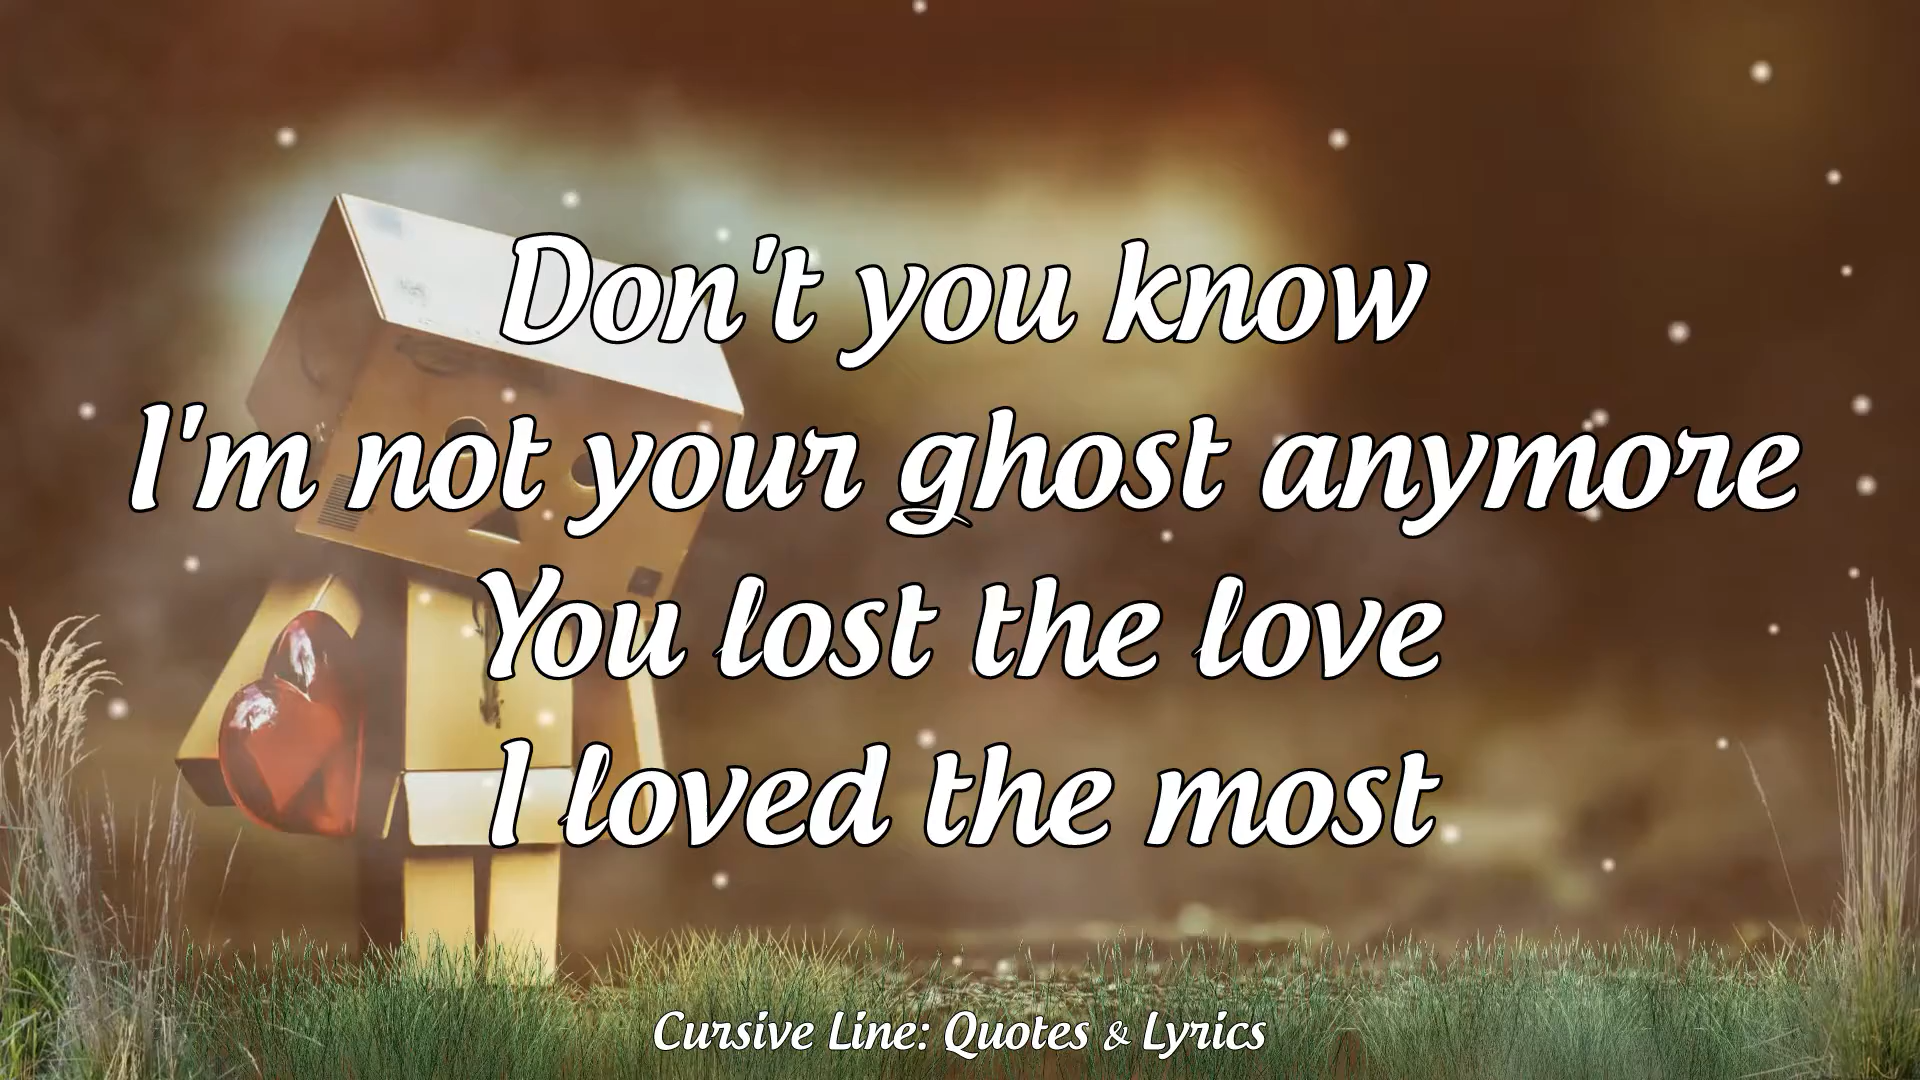 Don't you know
I'm not your ghost anymore
You lost the love
I loved the most
Cursive Line: Quotes & Lyrics